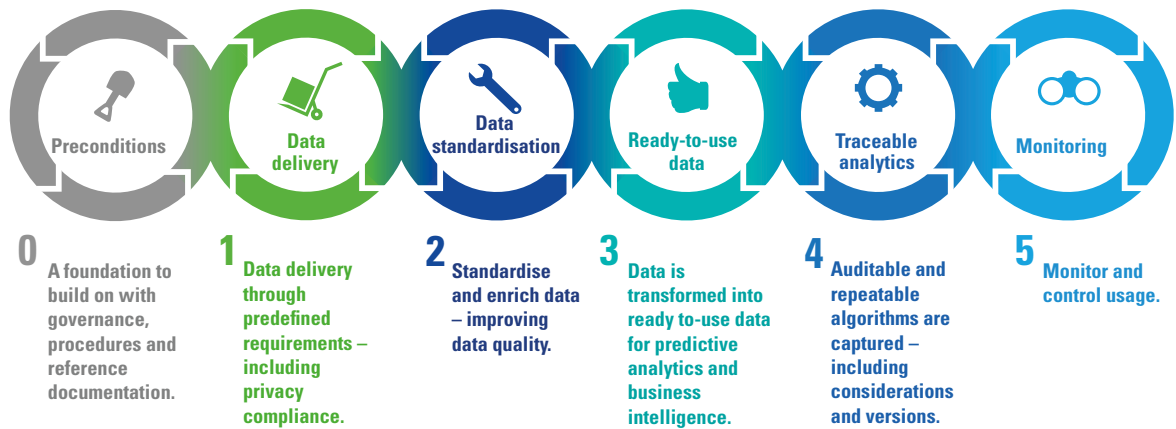 Preconditions
Data
delivery
Data
standardisation
Ready-to-use
data
Traceable
analytics
Monitoring
0
A foundation to
build on with
governance,
procedures and
reference
documentation.
1
Data delivery
through
predefined
requirements –
including
privacy
compliance.
2
Standardise
and enrich data
– improving
data quality.
3
Data is
transformed into
ready to-use data
for predictive
analytics and
business
intelligence.
4
Auditable and
repeatable
algorithms are
captured –
including
considerations
and versions.
5
Monitor and
control usage.